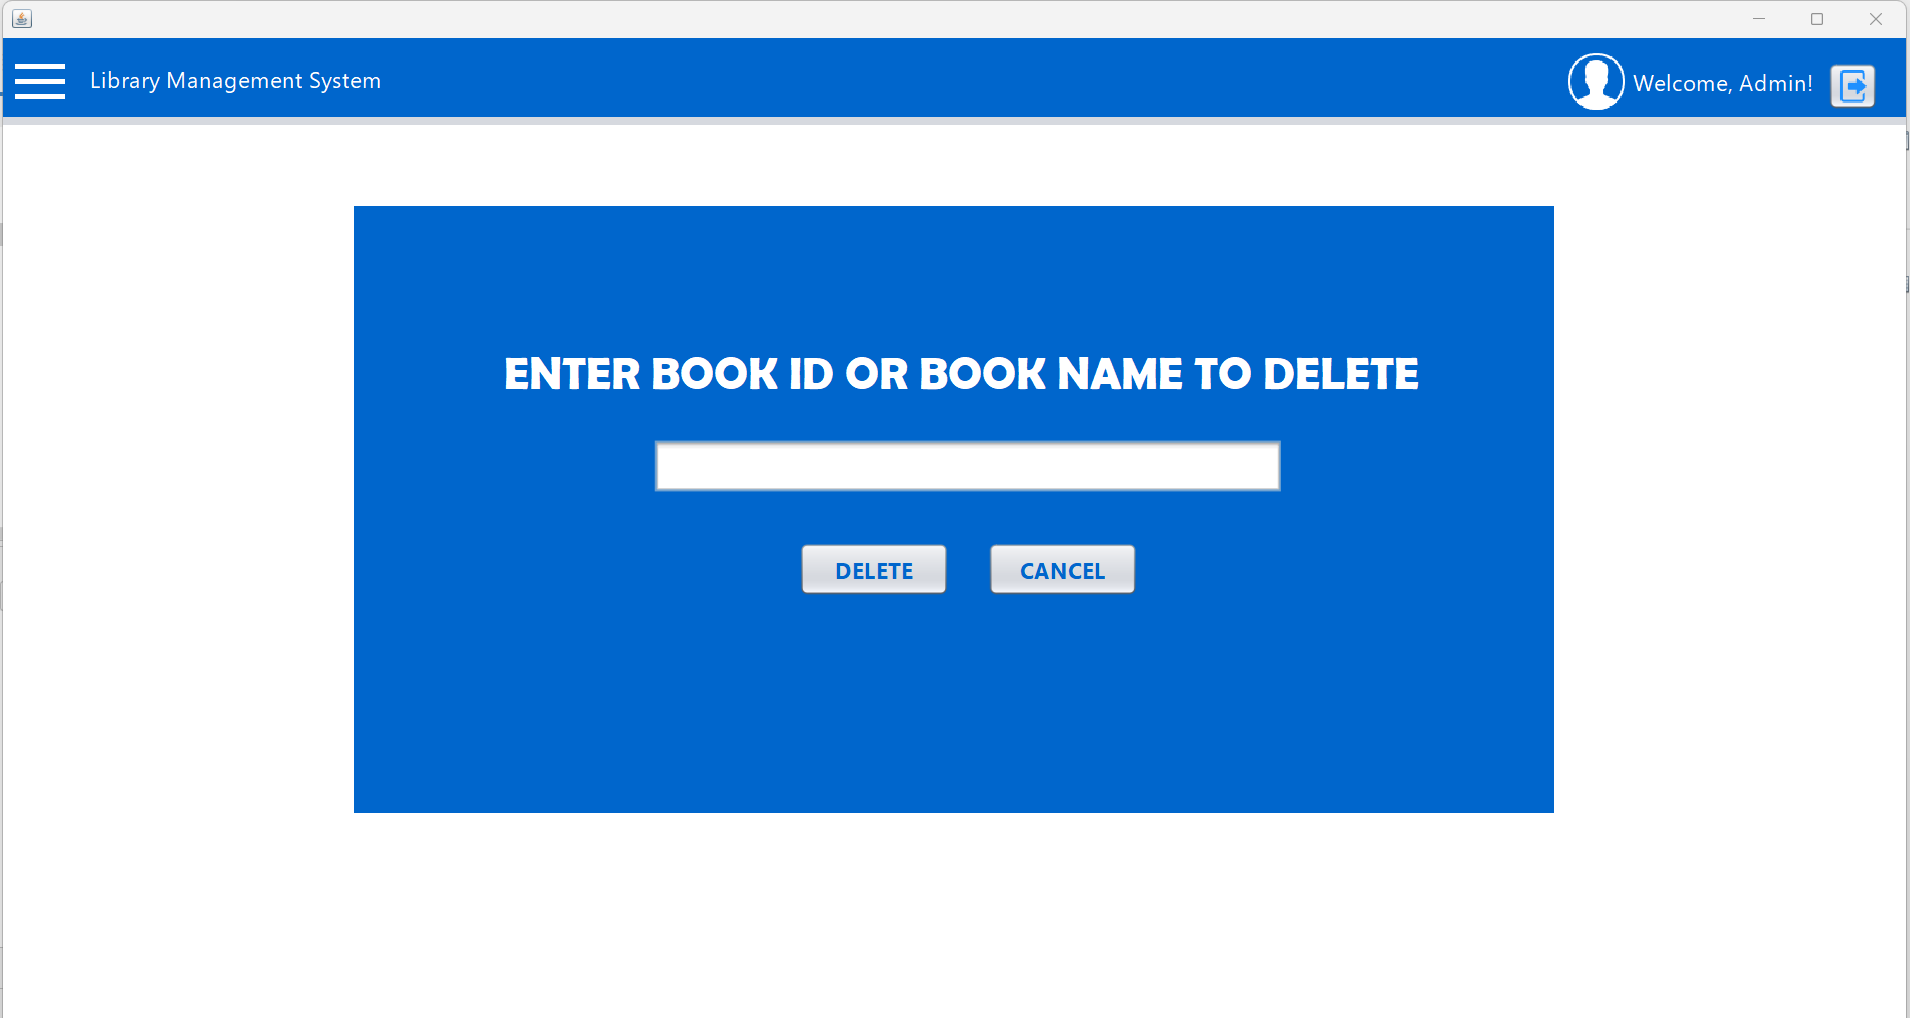 Library Management System
Welcome, Admin!
ENTER BOOK ID OR BOOK NAME TO DELETE
DELETE
CANCEL